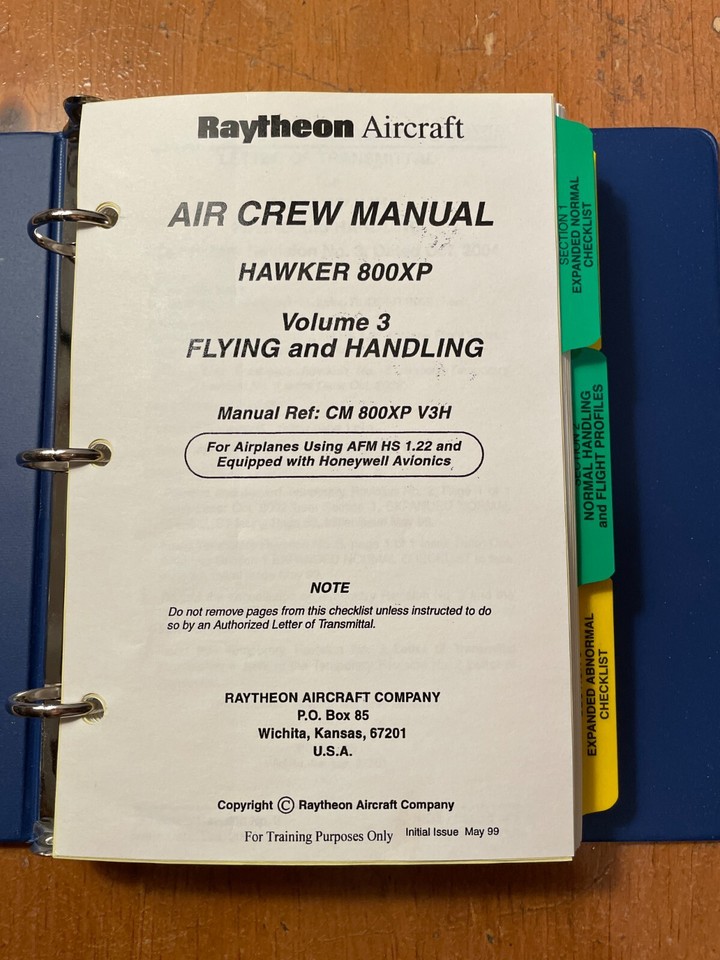 Raytheon Aircraft
AIR CREW MANUAL
HAWKER 800XP
Volume 3
FLYING and HANDLING
Manual Ref: CM 800XP V3H
For Airplanes Using AFM HS 1.22 and
Equipped with Honeywell Avionics
NOTE
Do not remove pages from this checklist unless instructed to do
so by an Authorized Letter of Transmittal.
RAYTHEON AIRCRAFT COMPANY
P.O. Box 85
Wichita, Kansas, 67201
U.S.A.
Copyright © Raytheon Aircraft Company
For Training Purposes Only Initial Issue May 99
SECTION 1
EXPANDED NORMAL
CHECKLIST
SECTION 2
NORMAL HANDLING
and FLIGHT PROFILES
EXPANDED ABNORMAL
CHECKLIST